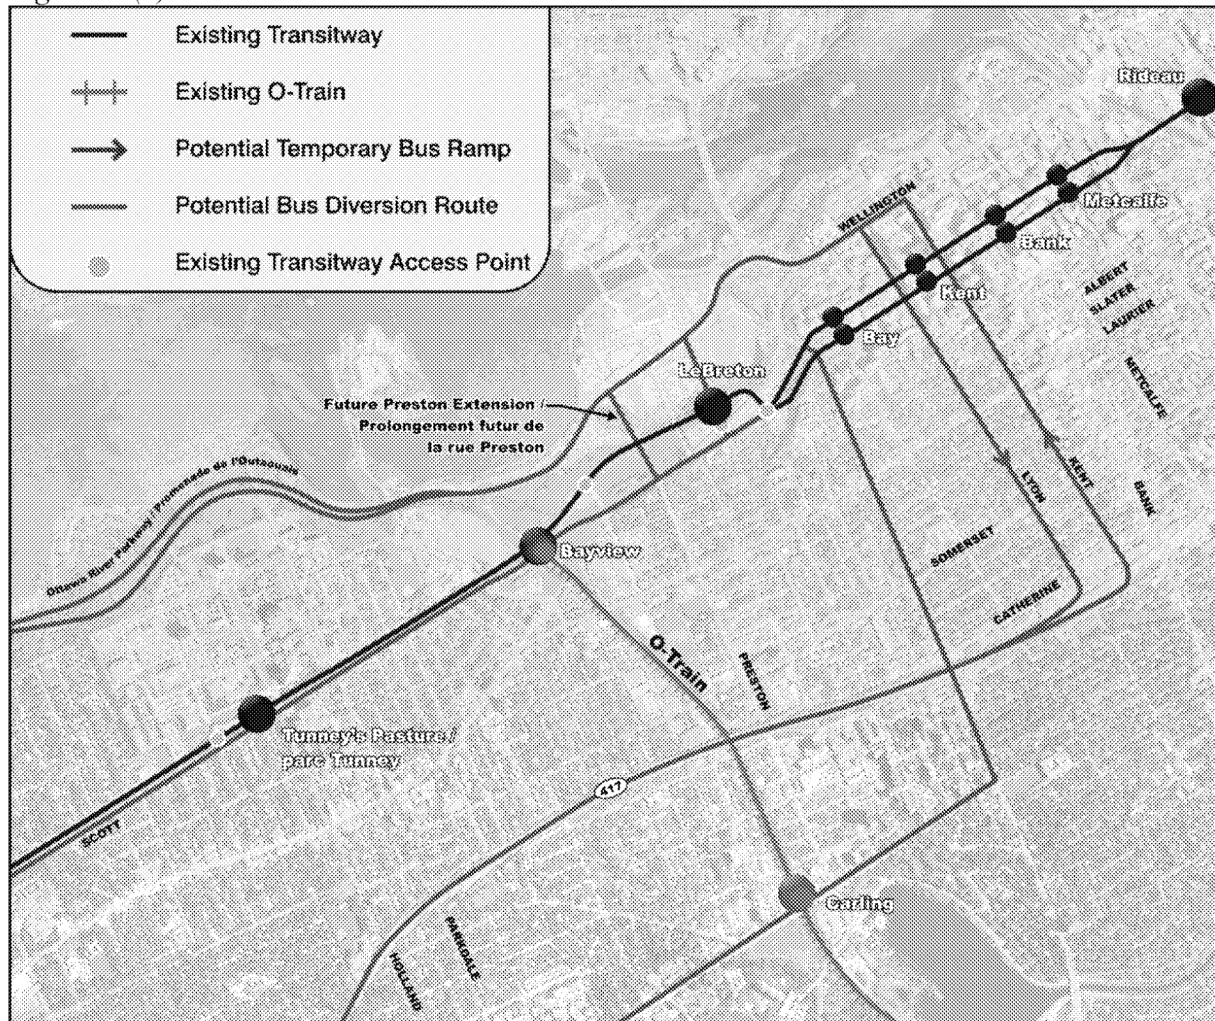 Existing Transitway
Existing O-Train
Potential Temporary Bus Ramp
Potential Bus Diversion Route
Existing Transitway Access Point
Rideau
WELLINGTON
Metcalfe
Bank
Kent
ALBERT
SLATER
LAURIER
Bay
LeBreton
METCALFE
Future Preston Extension /
Prolongement futur de
la rue Preston
Ottawa River Parkway / Promenade de l'Outaouais
LYON
KENT
BANK
Bayview
SOMERSET
CATHERINE
O-Train
PRESTON
Tunney's Pasture /
parc Tunney
417
SCOTT
Carling
PARKDALE
HOLLAND